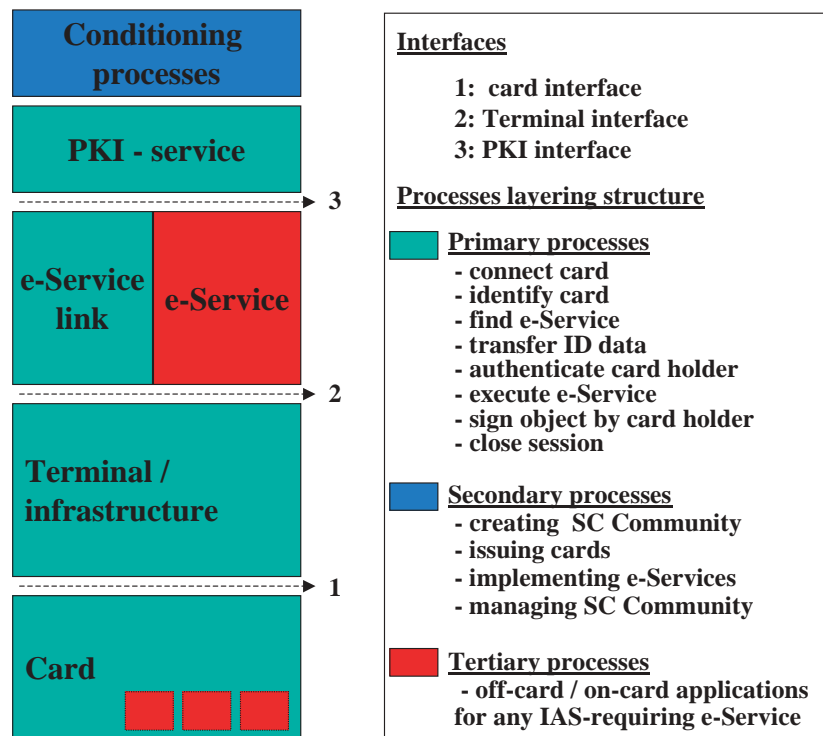 Conditioning
processes
PKI - service
3
e-Service
link
e-Service
2
Terminal /
infrastructure
1
Card
Interfaces
1: card interface
2: Terminal interface
3: PKI interface
Processes layering structure
Primary processes
- connect card
- identify card
- find e-Service
- transfer ID data
- authenticate card holder
- execute e-Service
- sign object by card holder
- close session
Secondary processes
- creating SC Community
- issuing cards
- implementing e-Services
- managing SC Community
Tertiary processes
- off-card / on-card applications
for any IAS-requiring e-Service